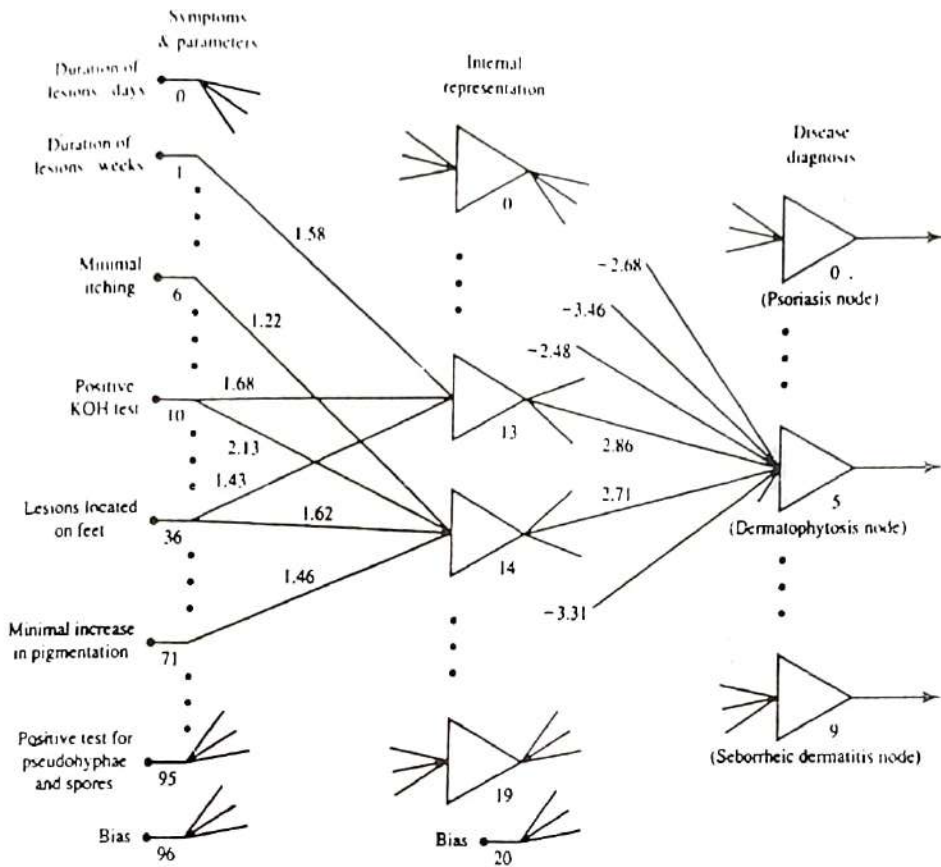 Symptoms
& parameters
Duration of
lesions days
0
Duration of
lesions weeks
1
Minimal
itching
6
Positive
KOH test
10
Lesions located
on feet
36
Minimal increase
in pigmentation
71
Positive test for
pseudohyphae
and spores
95
Bias
96
1.58
1.22
1.68
2.13
1.43
1.62
1.46
Internal
representation
0
13
14
19
Bias
20
-2.68
-3.46
-2.48
2.86
2.71
-3.31
Disease
diagnosis
0
(Psoriasis node)
5
(Dermatophytosis node)
9
(Seborrheic dermatitis node)